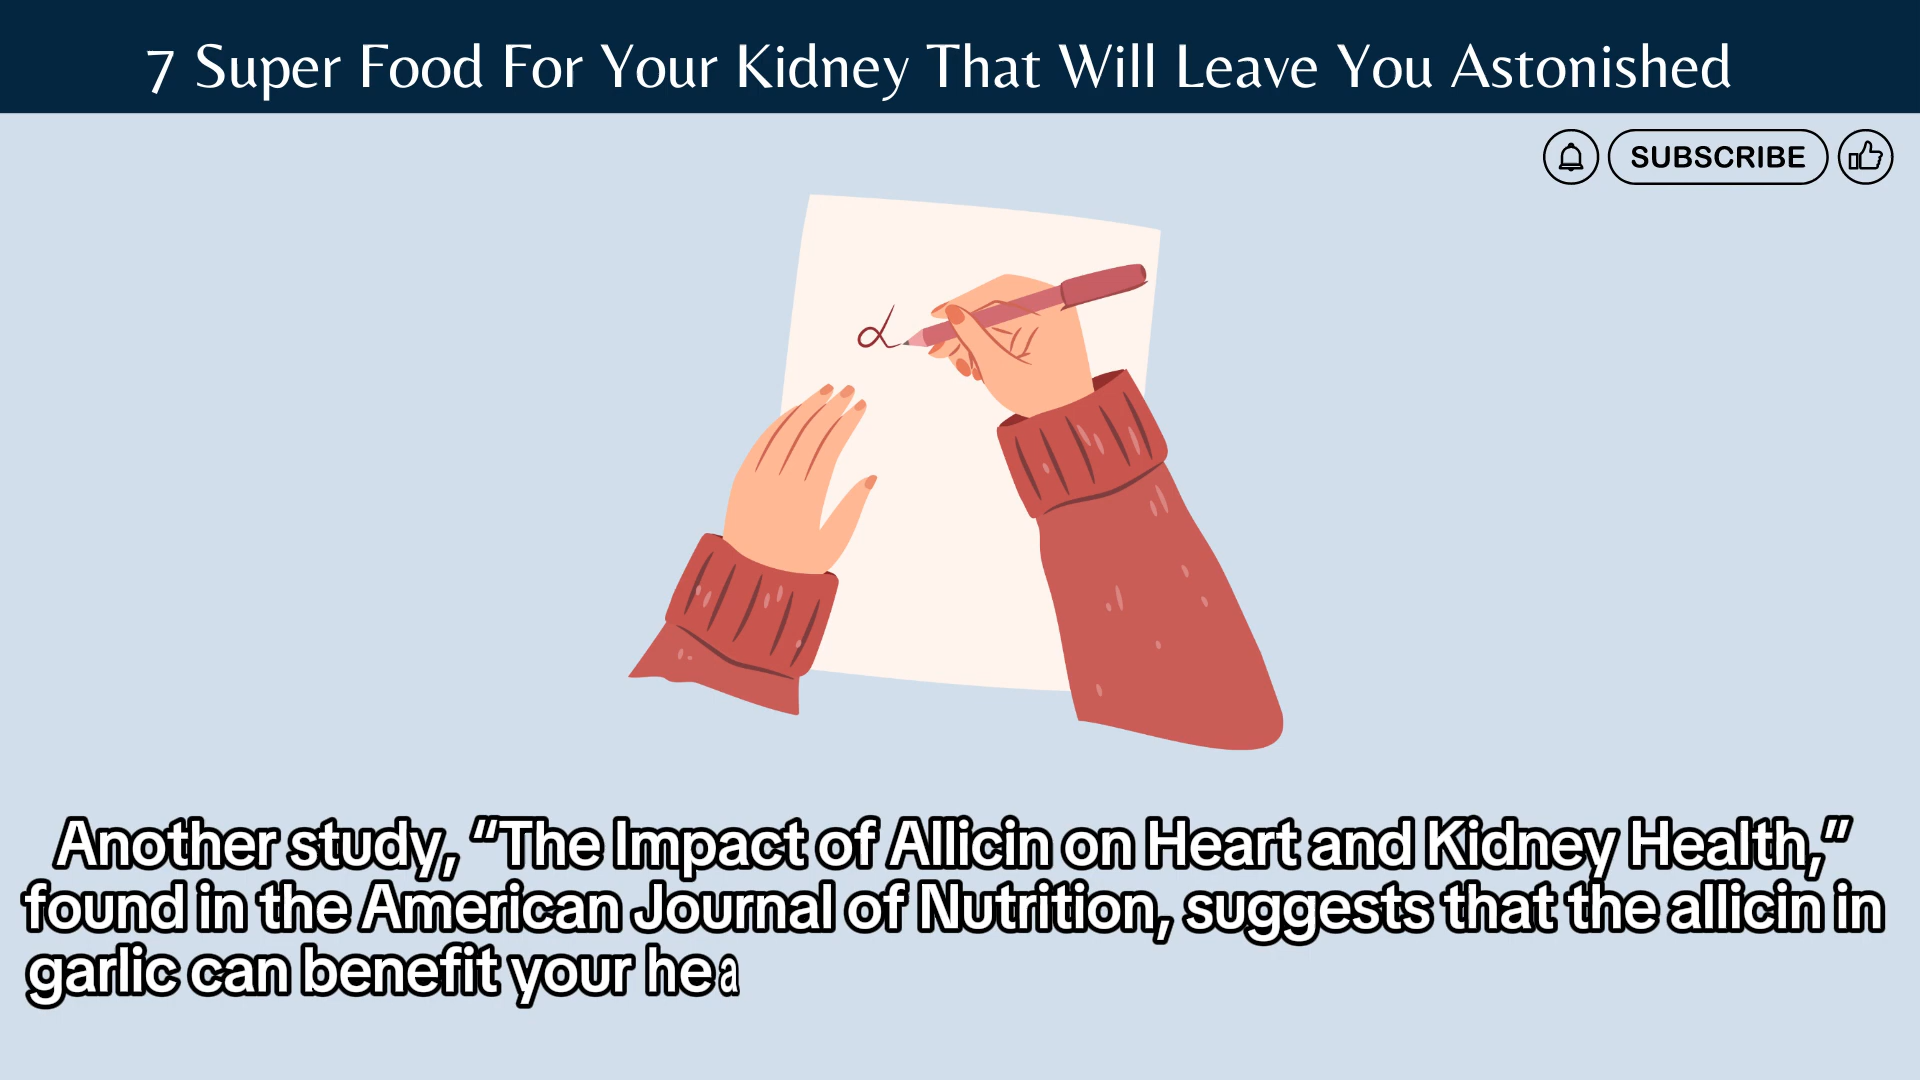 7 Super Food For Your Kidney That Will Leave You Astonished
SUBSCRIBE
Another study, “The Impact of Allicin on Heart and Kidney Health,”
found in the American Journal of Nutrition, suggests that the allicin in
garlic can benefit your hea